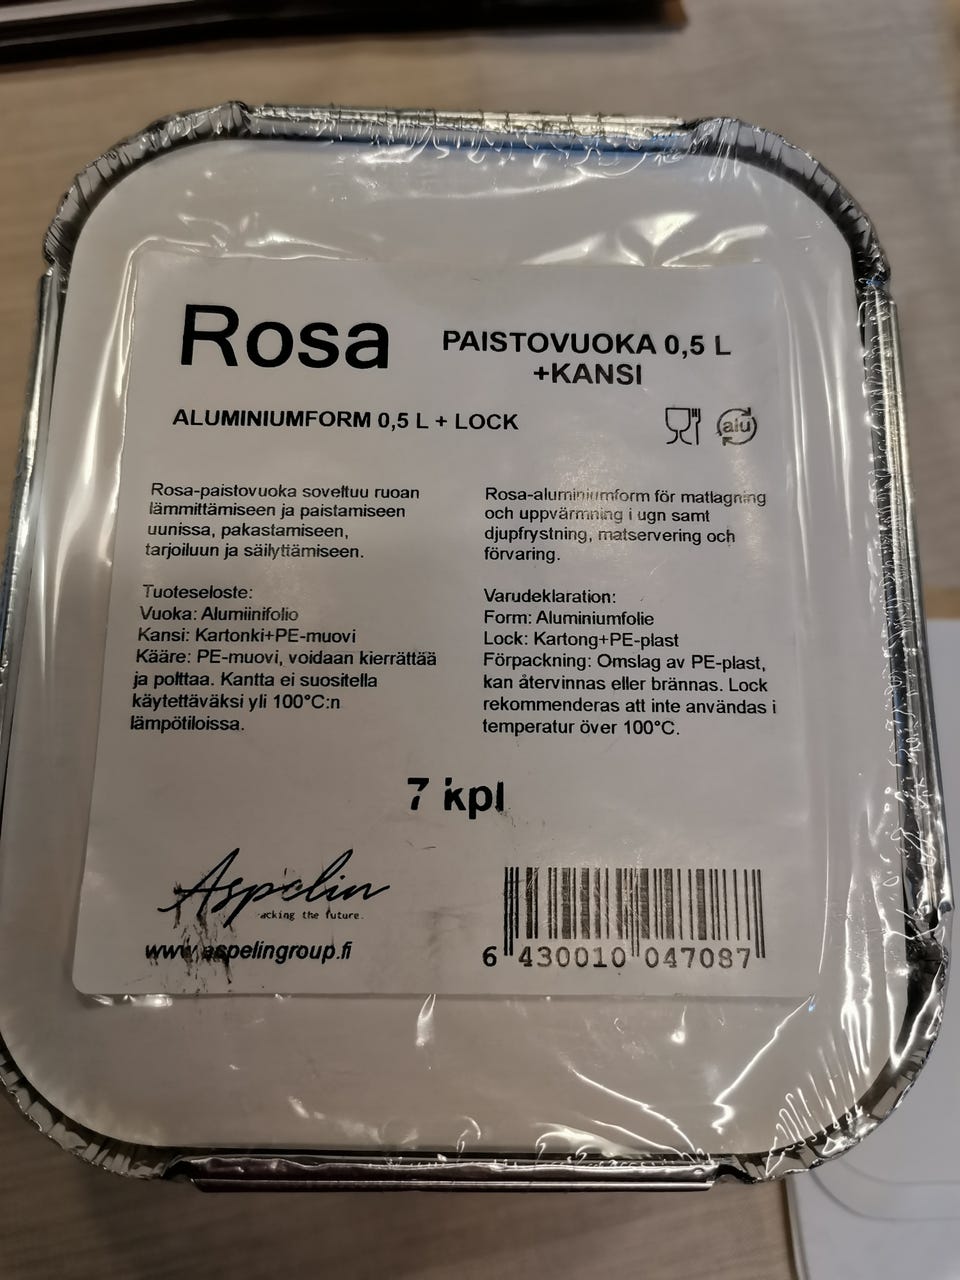 Rosa
PAISTOVUOKA 0,5 L
+KANSI
ALUMINIUMFORM 0,5 L + LOCK
alu
Rosa-paistovuoka soveltuu ruoan
lämmittämiseen ja paistamiseen
uunissa, pakastamiseen,
tarjoiluun ja säilyttämiseen.
Tuoteseloste:
Vuoka: Alumiinifolio
Kansi: Kartonki+PE-muovi
Kääre: PE-muovi, voidaan kierrättää
ja polttaa. Kantta ei suositella
käytettäväksi yli 100°C:n
lämpötiloissa.
Rosa-aluminiumform för matlagning
och uppvärmning i ugn samt
djupfrystning, matservering och
förvaring.
Varudeklaration:
Form: Aluminiumfolie
Lock: Kartong+PE-plast
Förpackning: Omslag av PE-plast,
kan återvinnas eller brännas. Lock
rekommenderas att inte användas i
temperatur över 100°C.
7 kpl
Aspelin
acking the future.
www.aspelingroup.fi
6 430010 047087